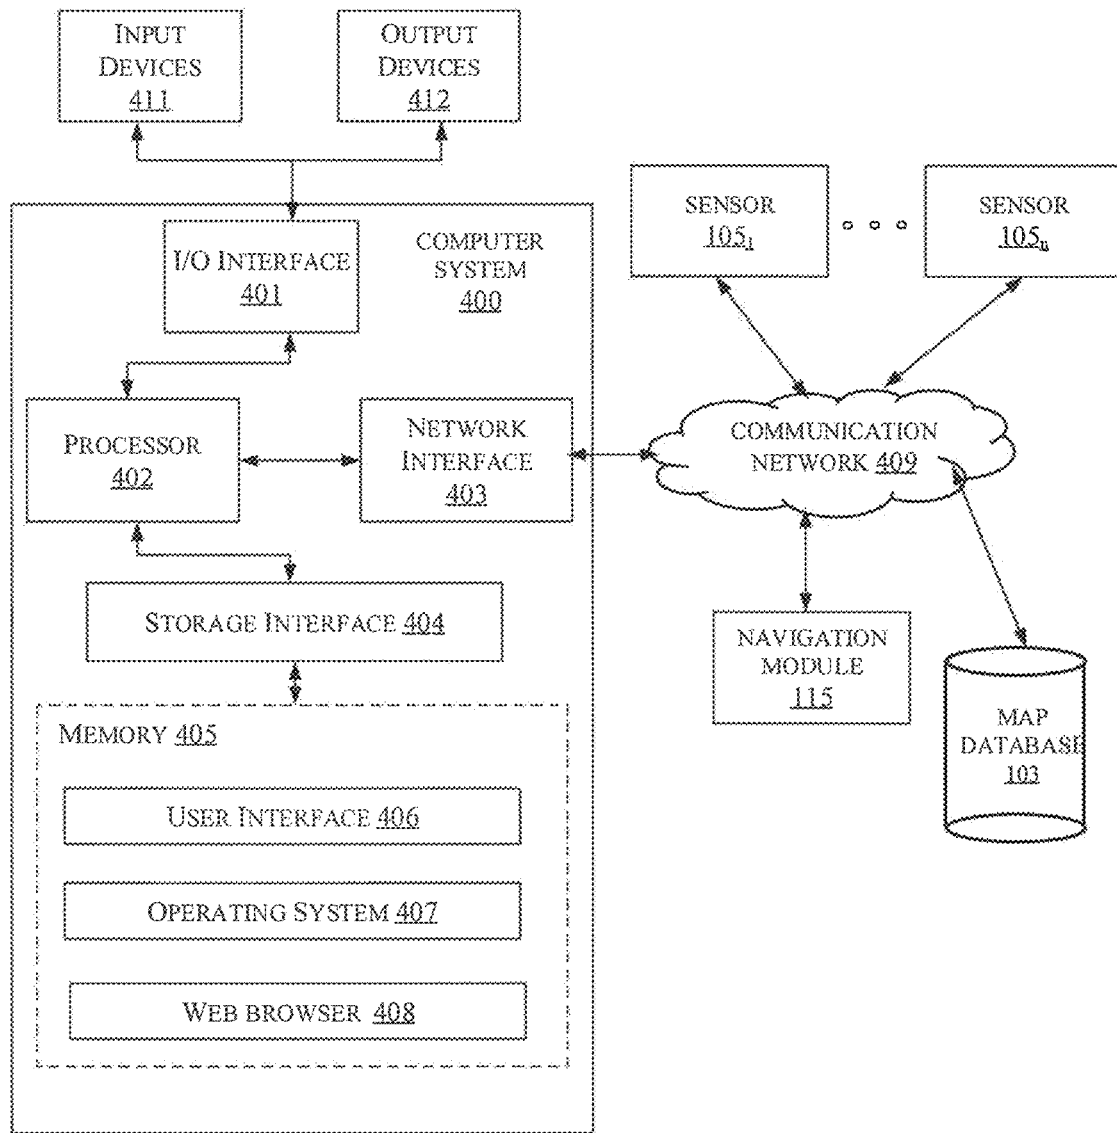 INPUT
DEVICES
411
OUTPUT
DEVICES
412
I/O INTERFACE
401
COMPUTER
SYSTEM
400
SENSOR
105₁
SENSOR
105ₙ
PROCESSOR
402
NETWORK
INTERFACE
403
COMMUNICATION
NETWORK 409
STORAGE INTERFACE 404
NAVIGATION
MODULE
115
MAP
DATABASE
103
MEMORY 405
USER INTERFACE 406
OPERATING SYSTEM 407
WEB BROWSER 408